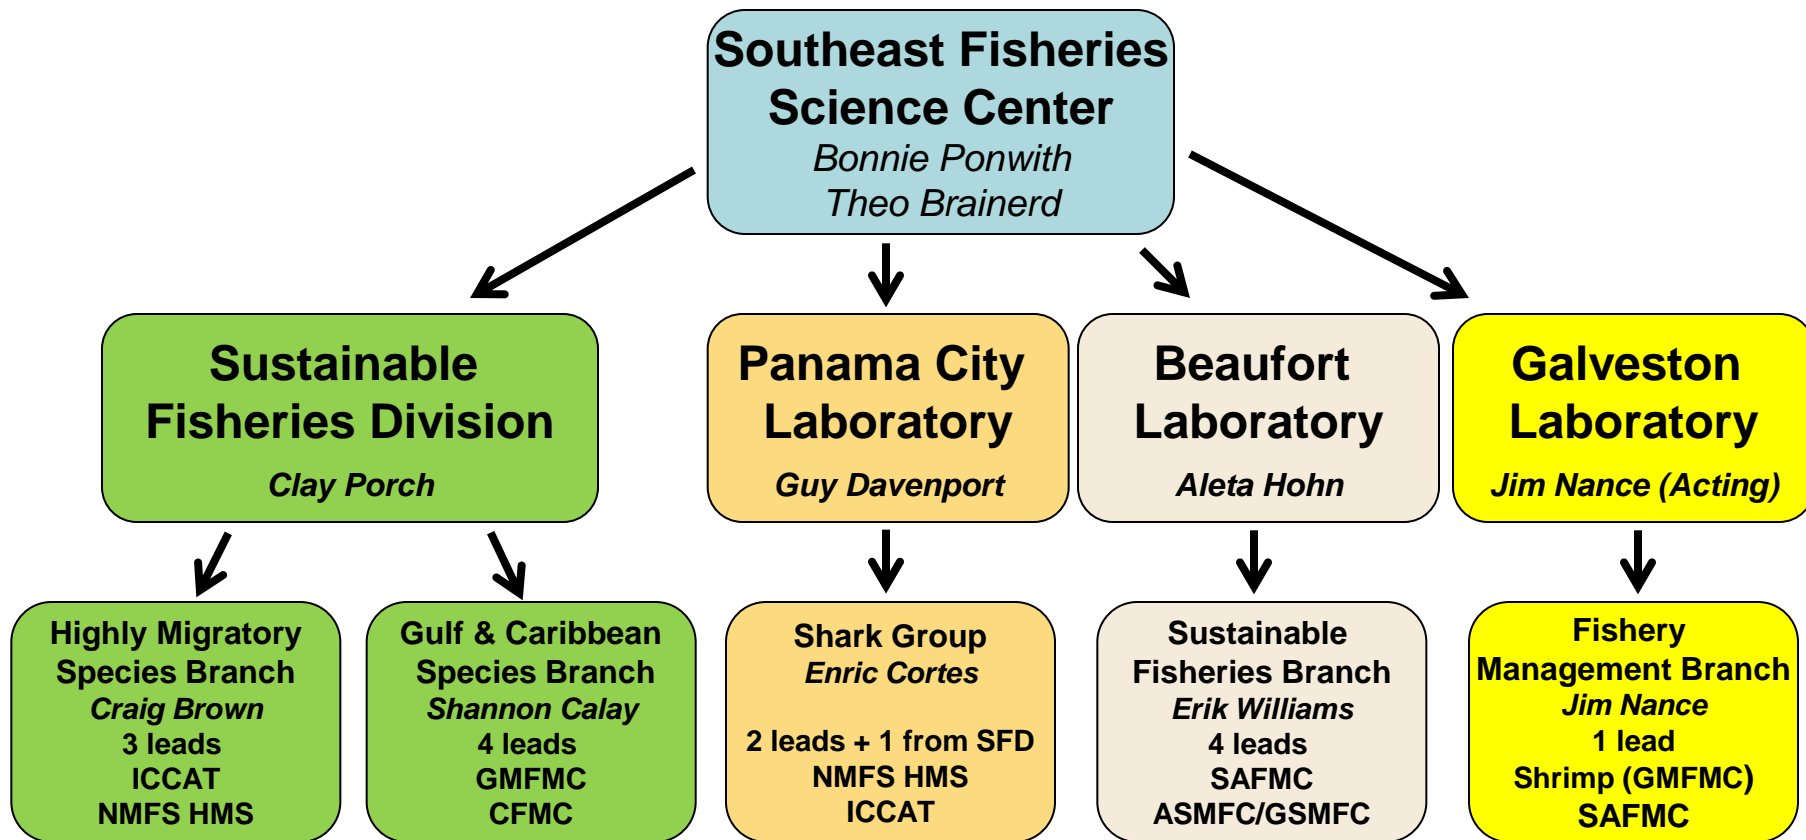 Southeast Fisheries
Science Center
Bonnie Ponwith
Theo Brainerd
Sustainable
Fisheries Division
Clay Porch
Panama City
Laboratory
Guy Davenport
Beaufort
Laboratory
Aleta Hohn
Galveston
Laboratory
Jim Nance (Acting)
Highly Migratory
Species Branch
Craig Brown
3 leads
ICCAT
NMFS HMS
Gulf & Caribbean
Species Branch
Shannon Calay
4 leads
GMFMC
CFMC
Shark Group
Enric Cortes
2 leads + 1 from SFD
NMFS HMS
ICCAT
Sustainable
Fisheries Branch
Erik Williams
4 leads
SAFMC
ASMFC/GSMFC
Fishery
Management Branch
Jim Nance
1 lead
Shrimp (GMFMC)
SAFMC